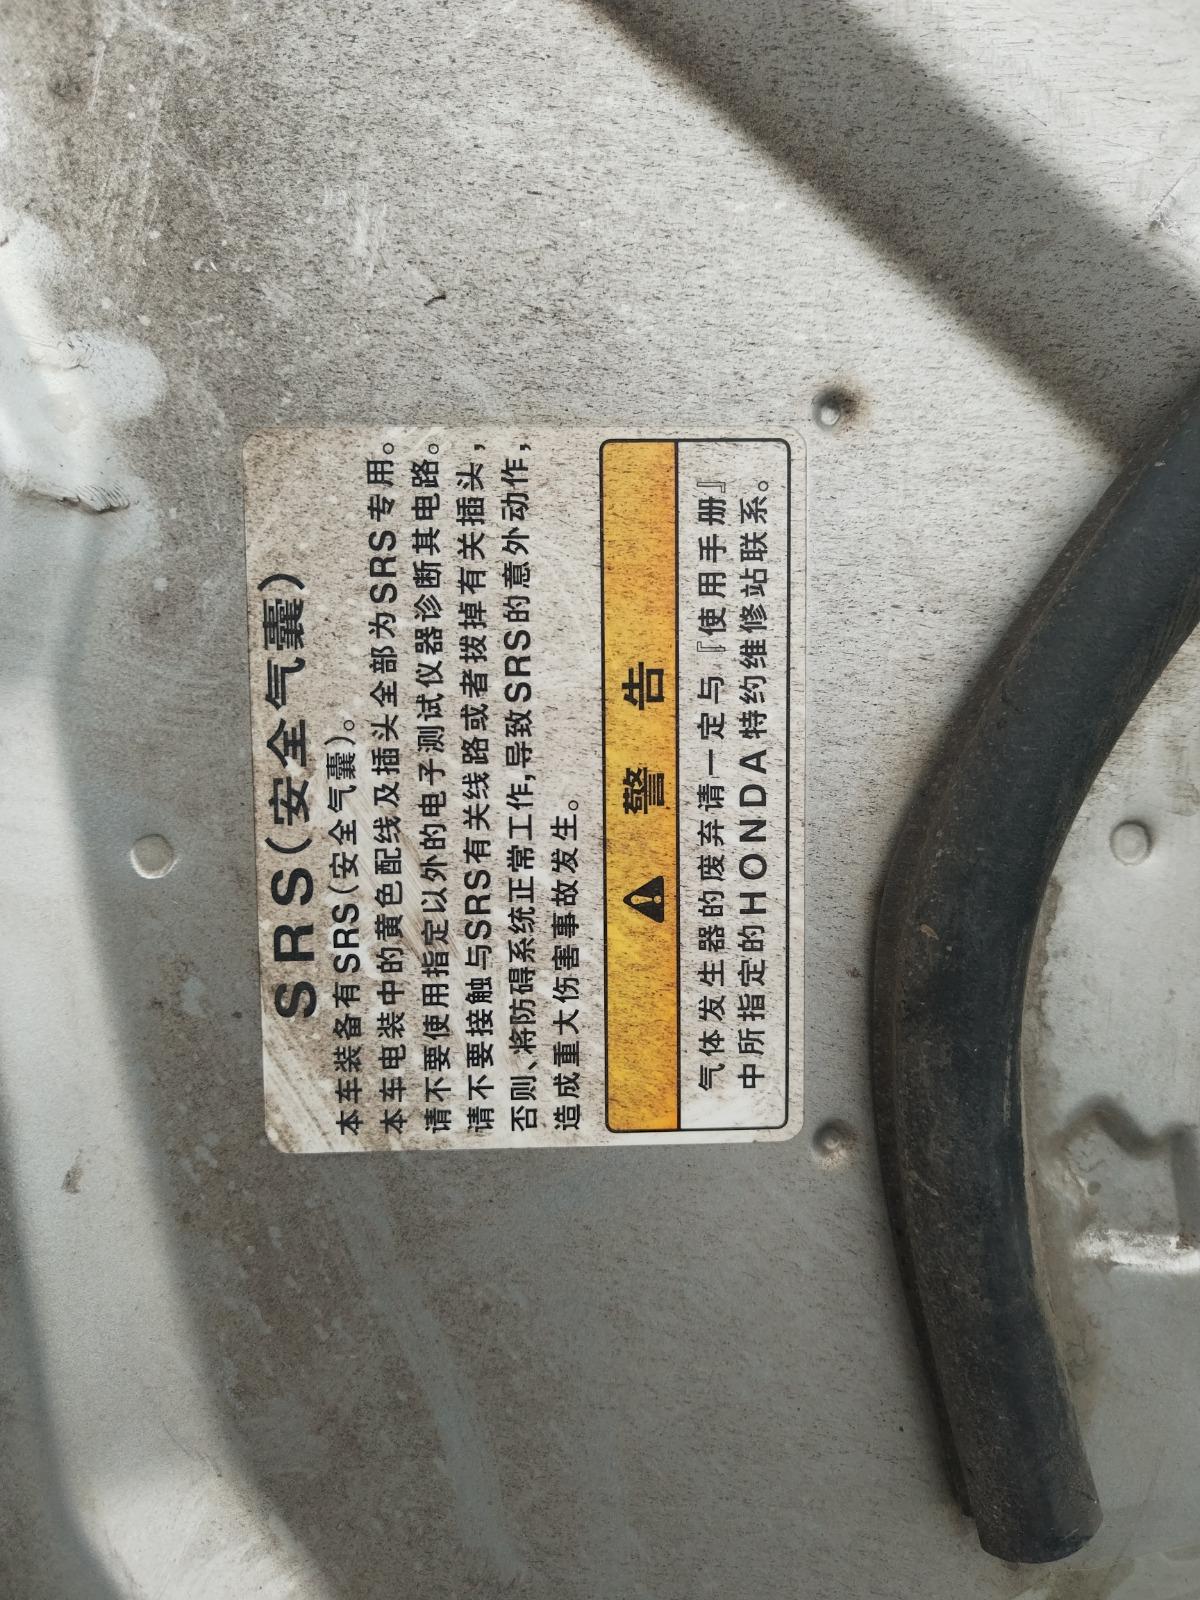 SRS(安全气囊)
本车装备有SRS(安全气囊)。
本车电装中的黄色配线及插头全部为SRS专用。
请不要使用指定以外的电子测试仪器诊断其电路。
请不要接触与SRS有关线路或者拨掉有关插头,
否则、将防碍系统正常工作,导致SRS的意外动作,
造成重大伤害事故发生。
警 告
气体发生器的废弃请一定与『使用手册』
中所指定的HONDA特约维修站联系。